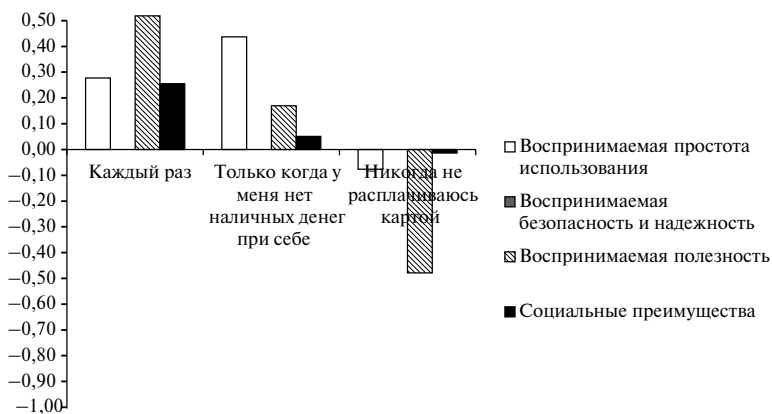 0,50
0,40
0,30
0,20
0,10
0,00
−0,10
−0,20
−0,30
−0,40
−0,50
−0,60
−0,70
−0,80
−0,90
−1,00
Каждый раз
Только когда у
меня нет
наличных денег
при себе
Никогда не
расплачиваюсь
картой
Воспринимаемая простота
использования
Воспринимаемая
безопасность и надежность
Воспринимаемая полезность
Социальные преимущества